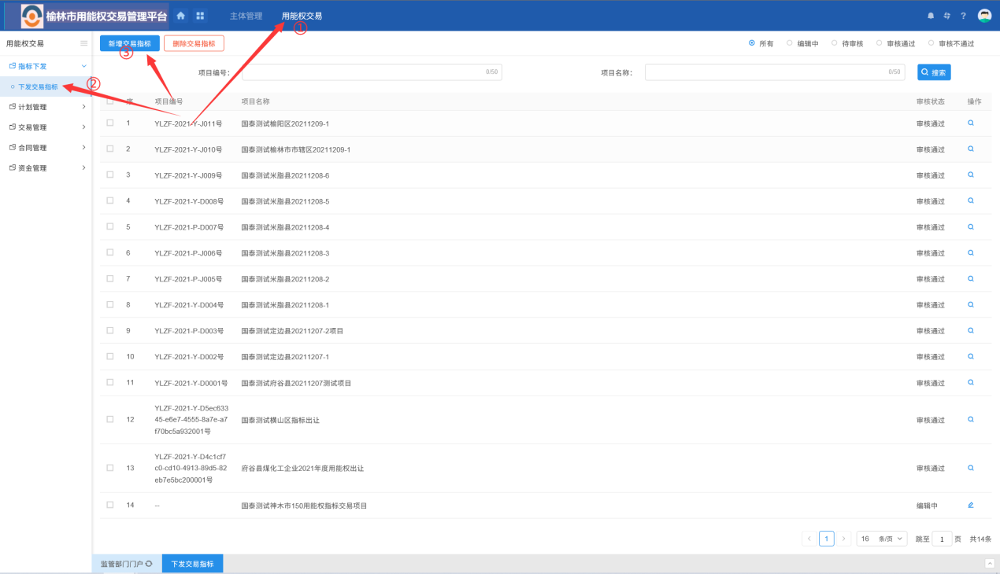 榆林市用能权交易管理平台 主体管理 用能权交易
①
用能权交易 新增交易指标 删除交易指标 所有 编辑中 待审核 审核通过 审核不通过
③
指标下发
项目编号: 0/50 项目名称: 0/50 搜索
下发交易指标 ②
序 项目编号 项目名称 审核状态 操作
计划管理
交易管理
合同管理
资金管理
1 YLZF-2021-Y-J011号 国泰测试榆阳区20211209-1 审核通过
2 YLZF-2021-Y-J010号 国泰测试榆林市市辖区20211209-1 审核通过
3 YLZF-2021-Y-J009号 国泰测试米脂县20211208-6 审核通过
4 YLZF-2021-Y-D008号 国泰测试米脂县20211208-5 审核通过
5 YLZF-2021-P-D007号 国泰测试米脂县20211208-4 审核通过
6 YLZF-2021-P-J006号 国泰测试米脂县20211208-3 审核通过
7 YLZF-2021-P-J005号 国泰测试米脂县20211208-2 审核通过
8 YLZF-2021-Y-D004号 国泰测试米脂县20211208-1 审核通过
9 YLZF-2021-P-D003号 国泰测试定边县20211207-2项目 审核通过
10 YLZF-2021-Y-D002号 国泰测试定边县20211207-1 审核通过
11 YLZF-2021-Y-D0001号 国泰测试府谷县20211207测试项目 审核通过
YLZF-2021-Y-D5ec633
12 45-e6e7-4555-8a7e-a7 国泰测试横山区指标出让 审核通过
f70bc5a932001号
YLZF-2021-Y-D4c1cf7
13 c0-cd10-4913-89d5-82 府谷县煤化工企业2021年度用能权出让 审核通过
eb7e5bc200001号
14 -- 国泰测试神木市150用能权指标交易项目 编辑中
< 1 > 16 条/页 跳至 1 页 共14条
监管部门门户 下发交易指标